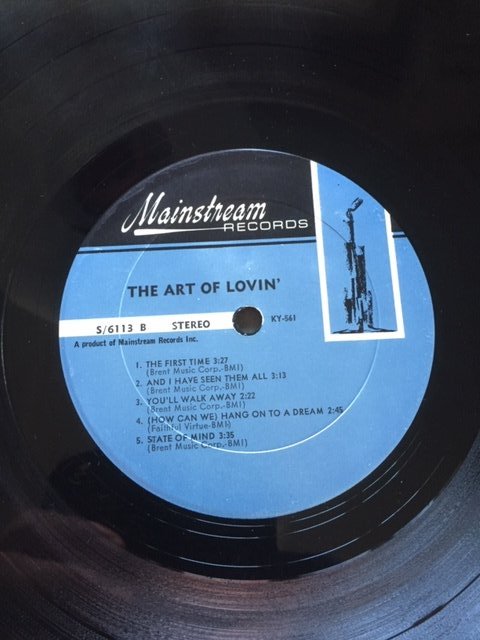 Mainstream
RECORDS
THE ART OF LOVIN'
S/6113 B STEREO KY-561
A product of Mainstream Records Inc.
1. THE FIRST TIME 3:27
(Brent Music Corp.-BMI)
2. AND I HAVE SEEN THEM ALL 3:13
(Brent Music Corp.-BMI)
3. YOU'LL WALK AWAY 2:22
(Brent Music Corp.-BMI)
4. (HOW CAN WE) HANG ON TO A DREAM 2:45
(Faithful Virtue-BMI)
5. STATE OF MIND 3:35
(Brent Music Corp.-BMI)